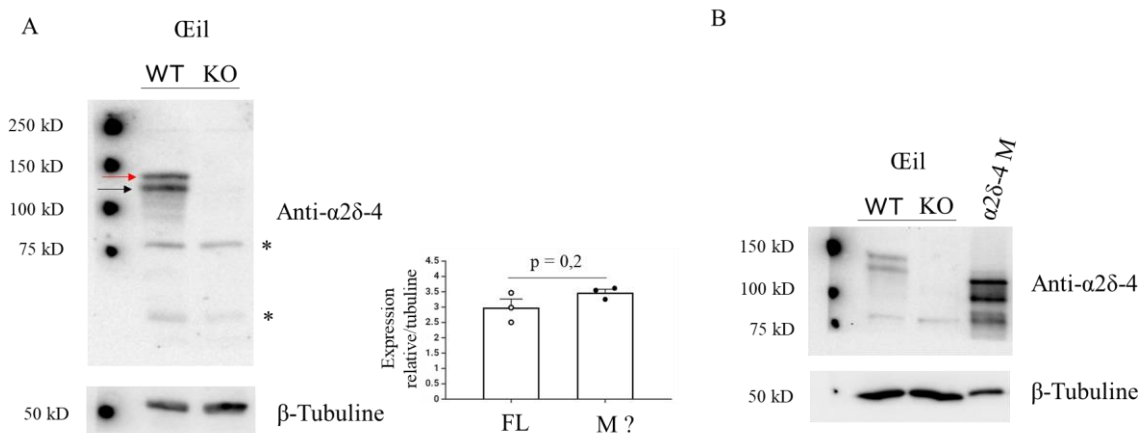 A
Œil
WT KO
250 kD
150 kD
100 kD
75 kD
Anti-α2δ-4
*
*
50 kD
β-Tubuline
p = 0,2
Expression
relative/tubuline
4.5
4
3.5
3
2.5
2
1.5
1
0.5
0
FL M ?
B
Œil
WT KO
α2δ-4 M
150 kD
100 kD
75 kD
Anti-α2δ-4
50 kD
β-Tubuline